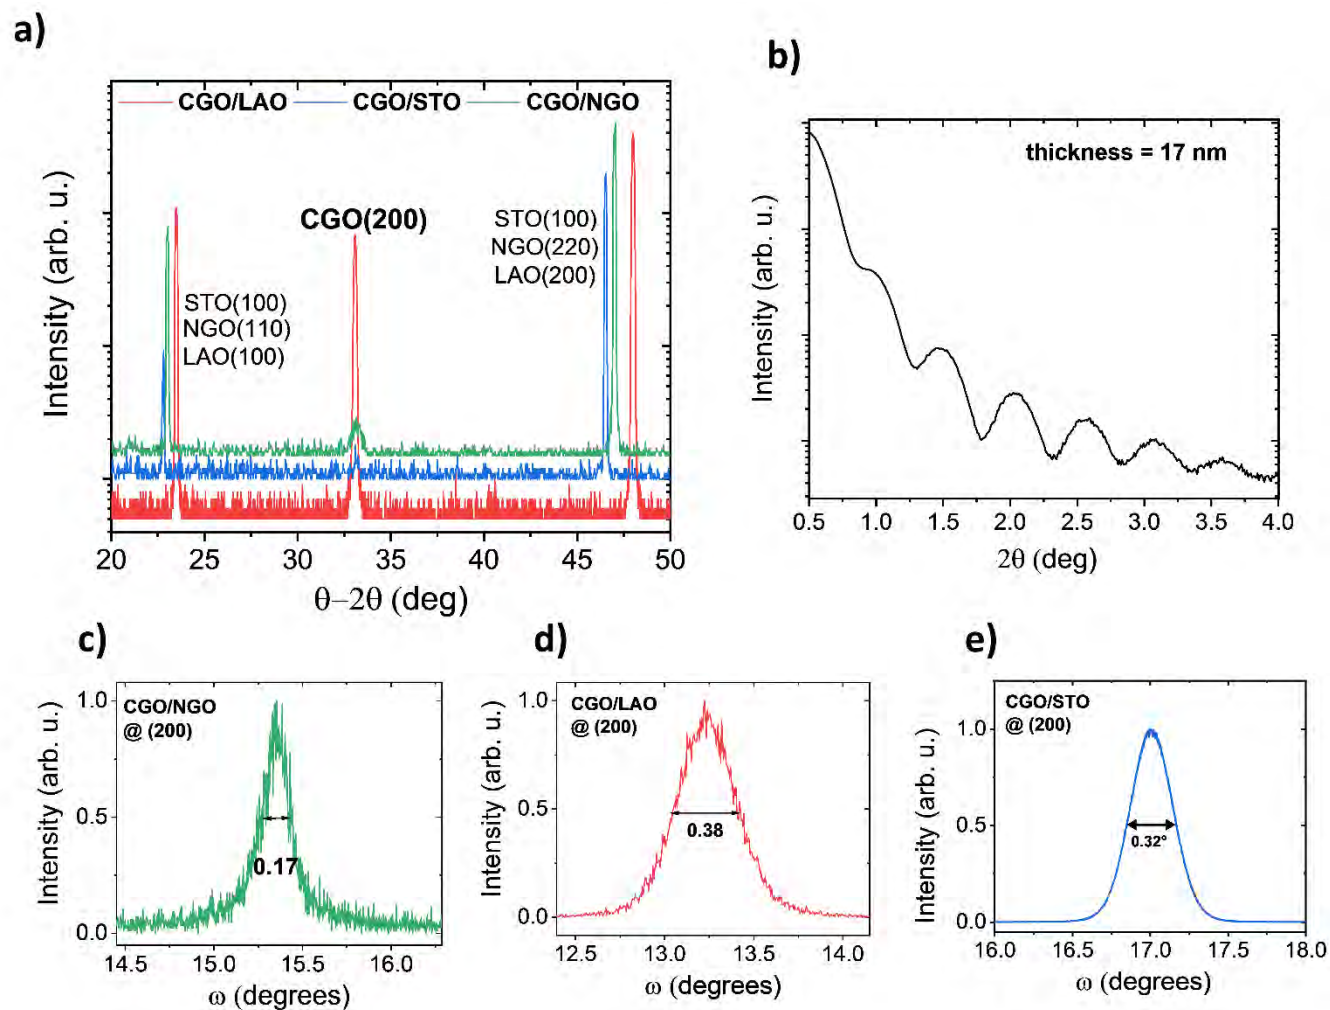 a)
CGO/LAO CGO/STO CGO/NGO
CGO(200)
STO(100)
NGO(110)
LAO(100)
STO(100)
NGO(220)
LAO(200)
Intensity (arb. u.)
20 25 30 35 40 45 50
θ–2θ (deg)
b)
thickness = 17 nm
Intensity (arb. u.)
0.5 1.0 1.5 2.0 2.5 3.0 3.5 4.0
2θ (deg)
c)
CGO/NGO
@ (200)
Intensity (arb. u.)
1.0
0.5
0.0
0.17
14.5 15.0 15.5 16.0
ω (degrees)
d)
CGO/LAO
@ (200)
Intensity (arb. u.)
1.0
0.5
0.0
0.38
12.5 13.0 13.5 14.0
ω (degrees)
e)
CGO/STO
@ (200)
Intensity (arb. u.)
1.0
0.5
0.0
0.32°
16.0 16.5 17.0 17.5 18.0
ω (degrees)